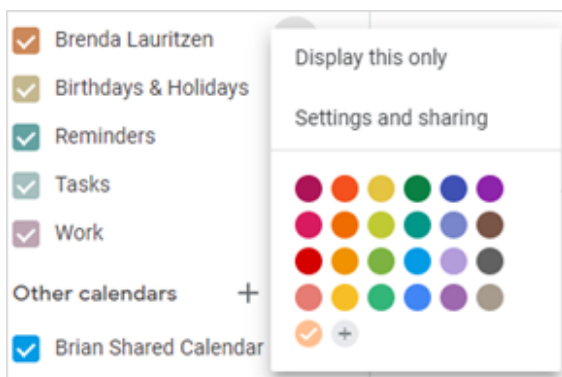 Brenda Lauritzen
Birthdays & Holidays
Reminders
Tasks
Work
Other calendars +
Brian Shared Calendar
Display this only
Settings and sharing
+